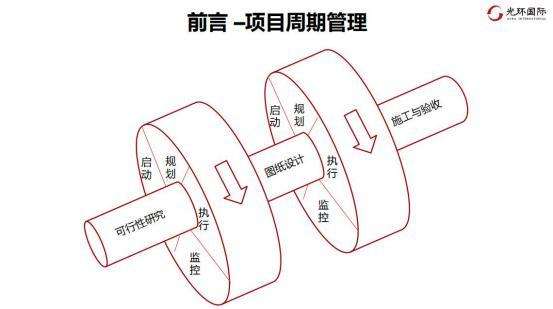 前言 –项目周期管理
光环国际
启动
规划
执行
监控
可行性研究
图纸设计
启动
规划
执行
监控
施工与验收